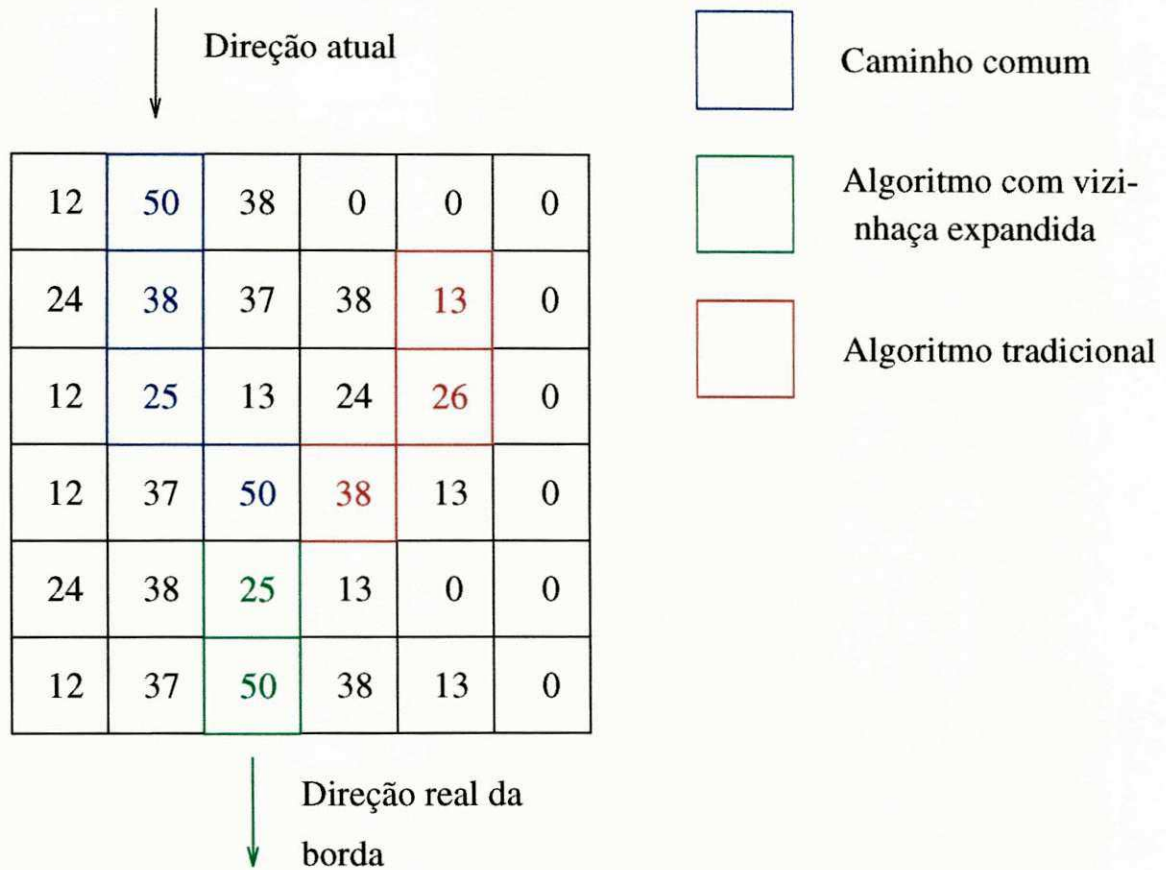 Direção atual
12 50 38 0 0 0
24 38 37 38 13 0
12 25 13 24 26 0
12 37 50 38 13 0
24 38 25 13 0 0
12 37 50 38 13 0
Direção real da
borda
Caminho comum
Algoritmo com vizi-
nhaça expandida
Algoritmo tradicional